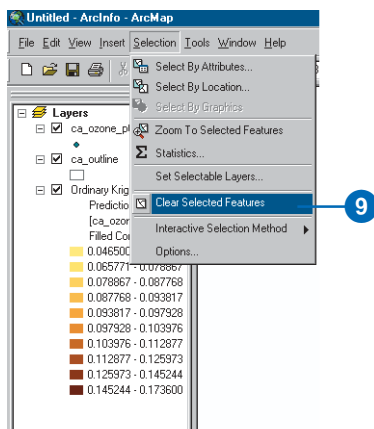 Untitled - ArcInfo - ArcMap
File Edit View Insert Selection Tools Window Help
Select By Attributes...
Select By Location...
Select By Graphics
Zoom To Selected Features
Σ Statistics...
Set Selectable Layers...
Clear Selected Features
9
Interactive Selection Method
Options...
Layers
ca_ozone_p
ca_outline
Ordinary Krig
Predictio
[ca_ozor
Filled Co
0.046500
0.065771 - 0.078867
0.078867 - 0.087768
0.087768 - 0.093817
0.093817 - 0.097928
0.097928 - 0.103976
0.103976 - 0.112877
0.112877 - 0.125973
0.125973 - 0.145244
0.145244 - 0.173600